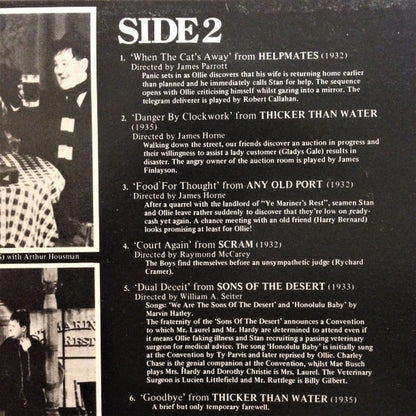 SIDE 2
1. 'When The Cat's Away' from HELPMATES (1932)
Directed by James Parrott
Panic sets in as Ollie discovers that his wife is returning home earlier
than planned and he immediately calls Stan for help. The sequence
opens with Ollie criticising himself whilst gazing into a mirror. The
telegram deliverer is played by Robert Callahan.
2. 'Danger By Clockwork' from THICKER THAN WATER
(1935)
Directed by James Horne
Walking down the street, our friends discover an auction in progress and
their willingness to assist a lady customer (Gladys Gale) results in
disaster. The angry owner of the auction room is played by James
Finlayson.
3. 'Food For Thought' from ANY OLD PORT (1932)
Directed by James Horne
After a quarrel with the landlord of "Ye Mariner's Rest", seamen Stan
and Ollie leave rather suddenly to discover that they're low on ready-
cash yet again. A chance meeting with an old friend (Harry Bernard)
looks promising at least for Ollie!
4. 'Court Again' from SCRAM (1932)
Directed by Raymond McCarey
The Boys find themselves before an unsympathetic judge (Rychard
Cramer).
5. 'Dual Deceit' from SONS OF THE DESERT (1933)
Directed by William A. Seiter
Songs: 'We Are The Sons Of The Desert' and 'Honolulu Baby' by
Marvin Hatley.
The fraternity of the 'Sons Of The Desert' announces a Convention
to which Mr. Laurel and Mr. Hardy are determined to attend even if
it means Ollie faking illness and Stan recruiting a passing veterinary
surgeon for medical advice. The song 'Honolulu Baby' is initially sung
at the Convention by Ty Parvis and later reprised by Ollie. Charley
Chase is the genial companion at the Convention, whilst Mae Busch
plays Mrs. Hardy and Dorothy Christie is Mrs. Laurel. The Veterinary
Surgeon is Lucien Littlefield and Mr. Ruttlege is Billy Gilbert.
6. 'Goodbye' from THICKER THAN WATER (1935)
A brief but only temporary farewell.
) with Arthur Housman
MARIN
REST